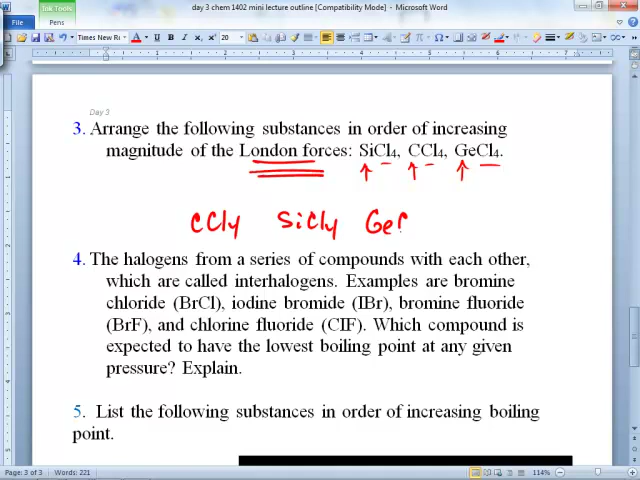 day 3 chem 1402 mini lecture outline [Compatibility Mode] - Microsoft Word
Ink Tools
File
Pens
Times New Ro
20
Day 3
3. Arrange the following substances in order of increasing
magnitude of the London forces: SiCl4, CCl4, GeCl4.
CCl4 SiCl4 GeC
4. The halogens from a series of compounds with each other,
which are called interhalogens. Examples are bromine
chloride (BrCl), iodine bromide (IBr), bromine fluoride
(BrF), and chlorine fluoride (ClF). Which compound is
expected to have the lowest boiling point at any given
pressure? Explain.
5. List the following substances in order of increasing boiling
point.
Page: 3 of 3
Words: 221
114%